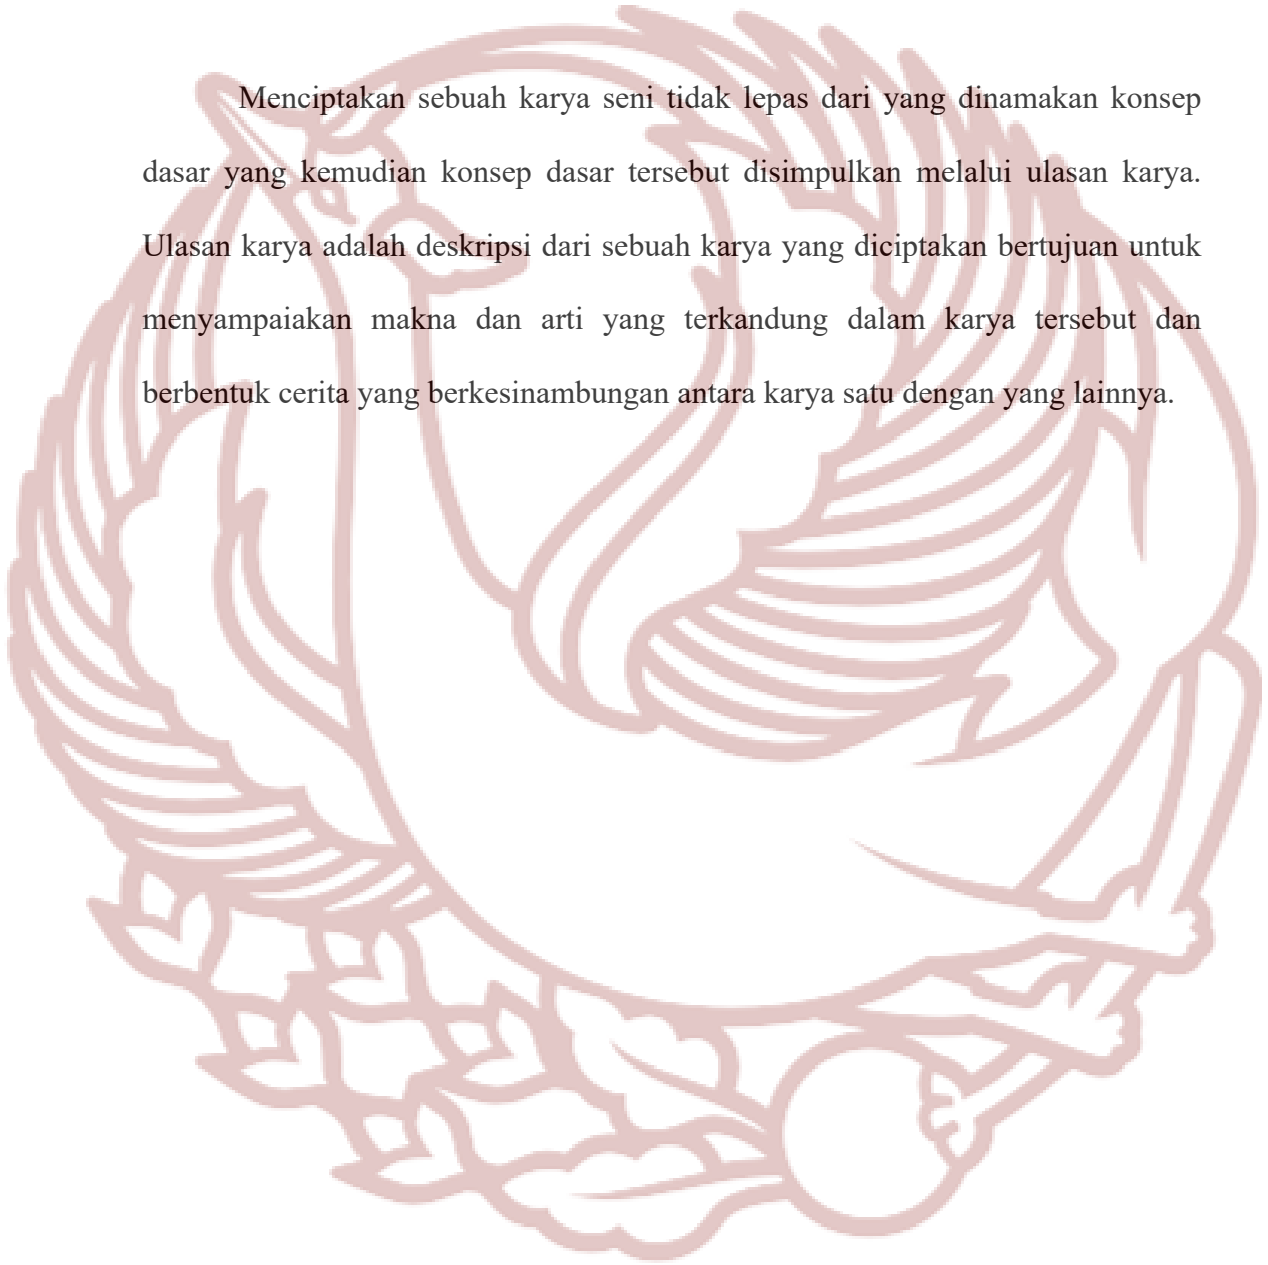 Menciptakan sebuah karya seni tidak lepas dari yang dinamakan konsep
dasar yang kemudian konsep dasar tersebut disimpulkan melalui ulasan karya.
Ulasan karya adalah deskripsi dari sebuah karya yang diciptakan bertujuan untuk
menyampaiakan makna dan arti yang terkandung dalam karya tersebut dan
berbentuk cerita yang berkesinambungan antara karya satu dengan yang lainnya.